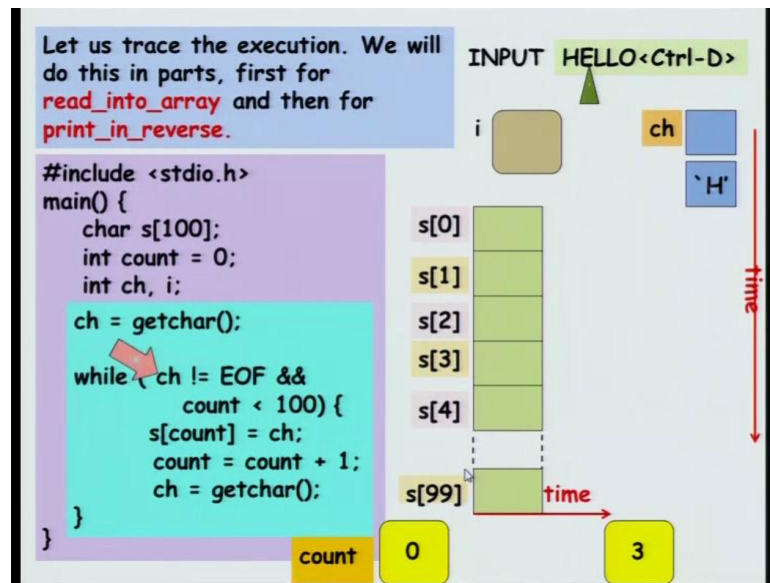 Let us trace the execution. We will
do this in parts, first for
read_into_array and then for
print_in_reverse.
INPUT HELLO<Ctrl-D>
i
ch
`H'
#include <stdio.h>
main() {
char s[100];
int count = 0;
int ch, i;
ch = getchar();
while ( ch != EOF &&
count < 100) {
s[count] = ch;
count = count + 1;
ch = getchar();
}
}
s[0]
s[1]
s[2]
s[3]
s[4]
s[99]
time
time
count
0
3